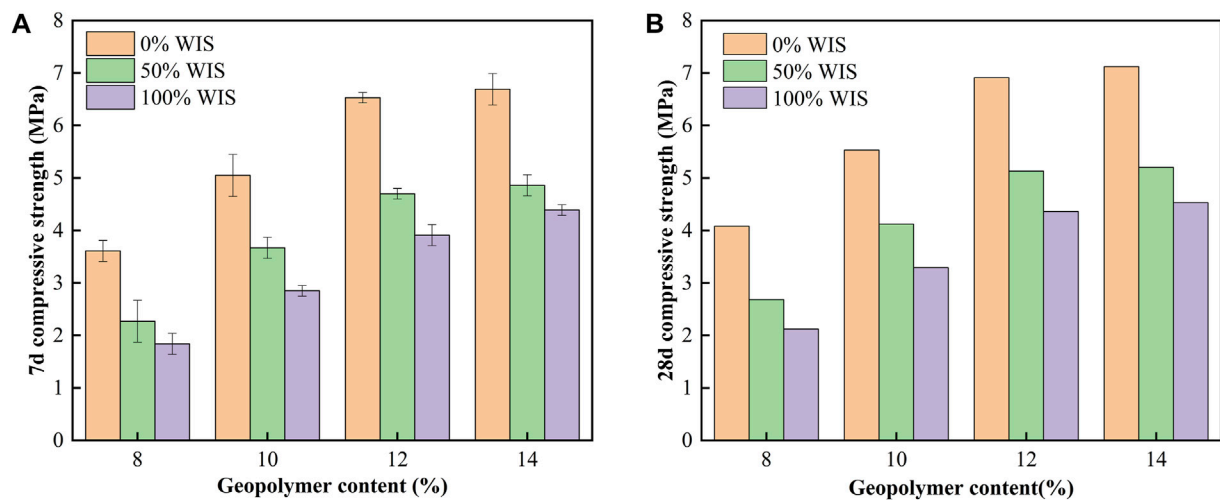 A
8
7
6
5
4
3
2
1
0
7d compressive strength (MPa)
0% WIS
50% WIS
100% WIS
8 10 12 14
Geopolymer content (%)
B
8
7
6
5
4
3
2
1
0
28d compressive strength (MPa)
0% WIS
50% WIS
100% WIS
8 10 12 14
Geopolymer content(%)